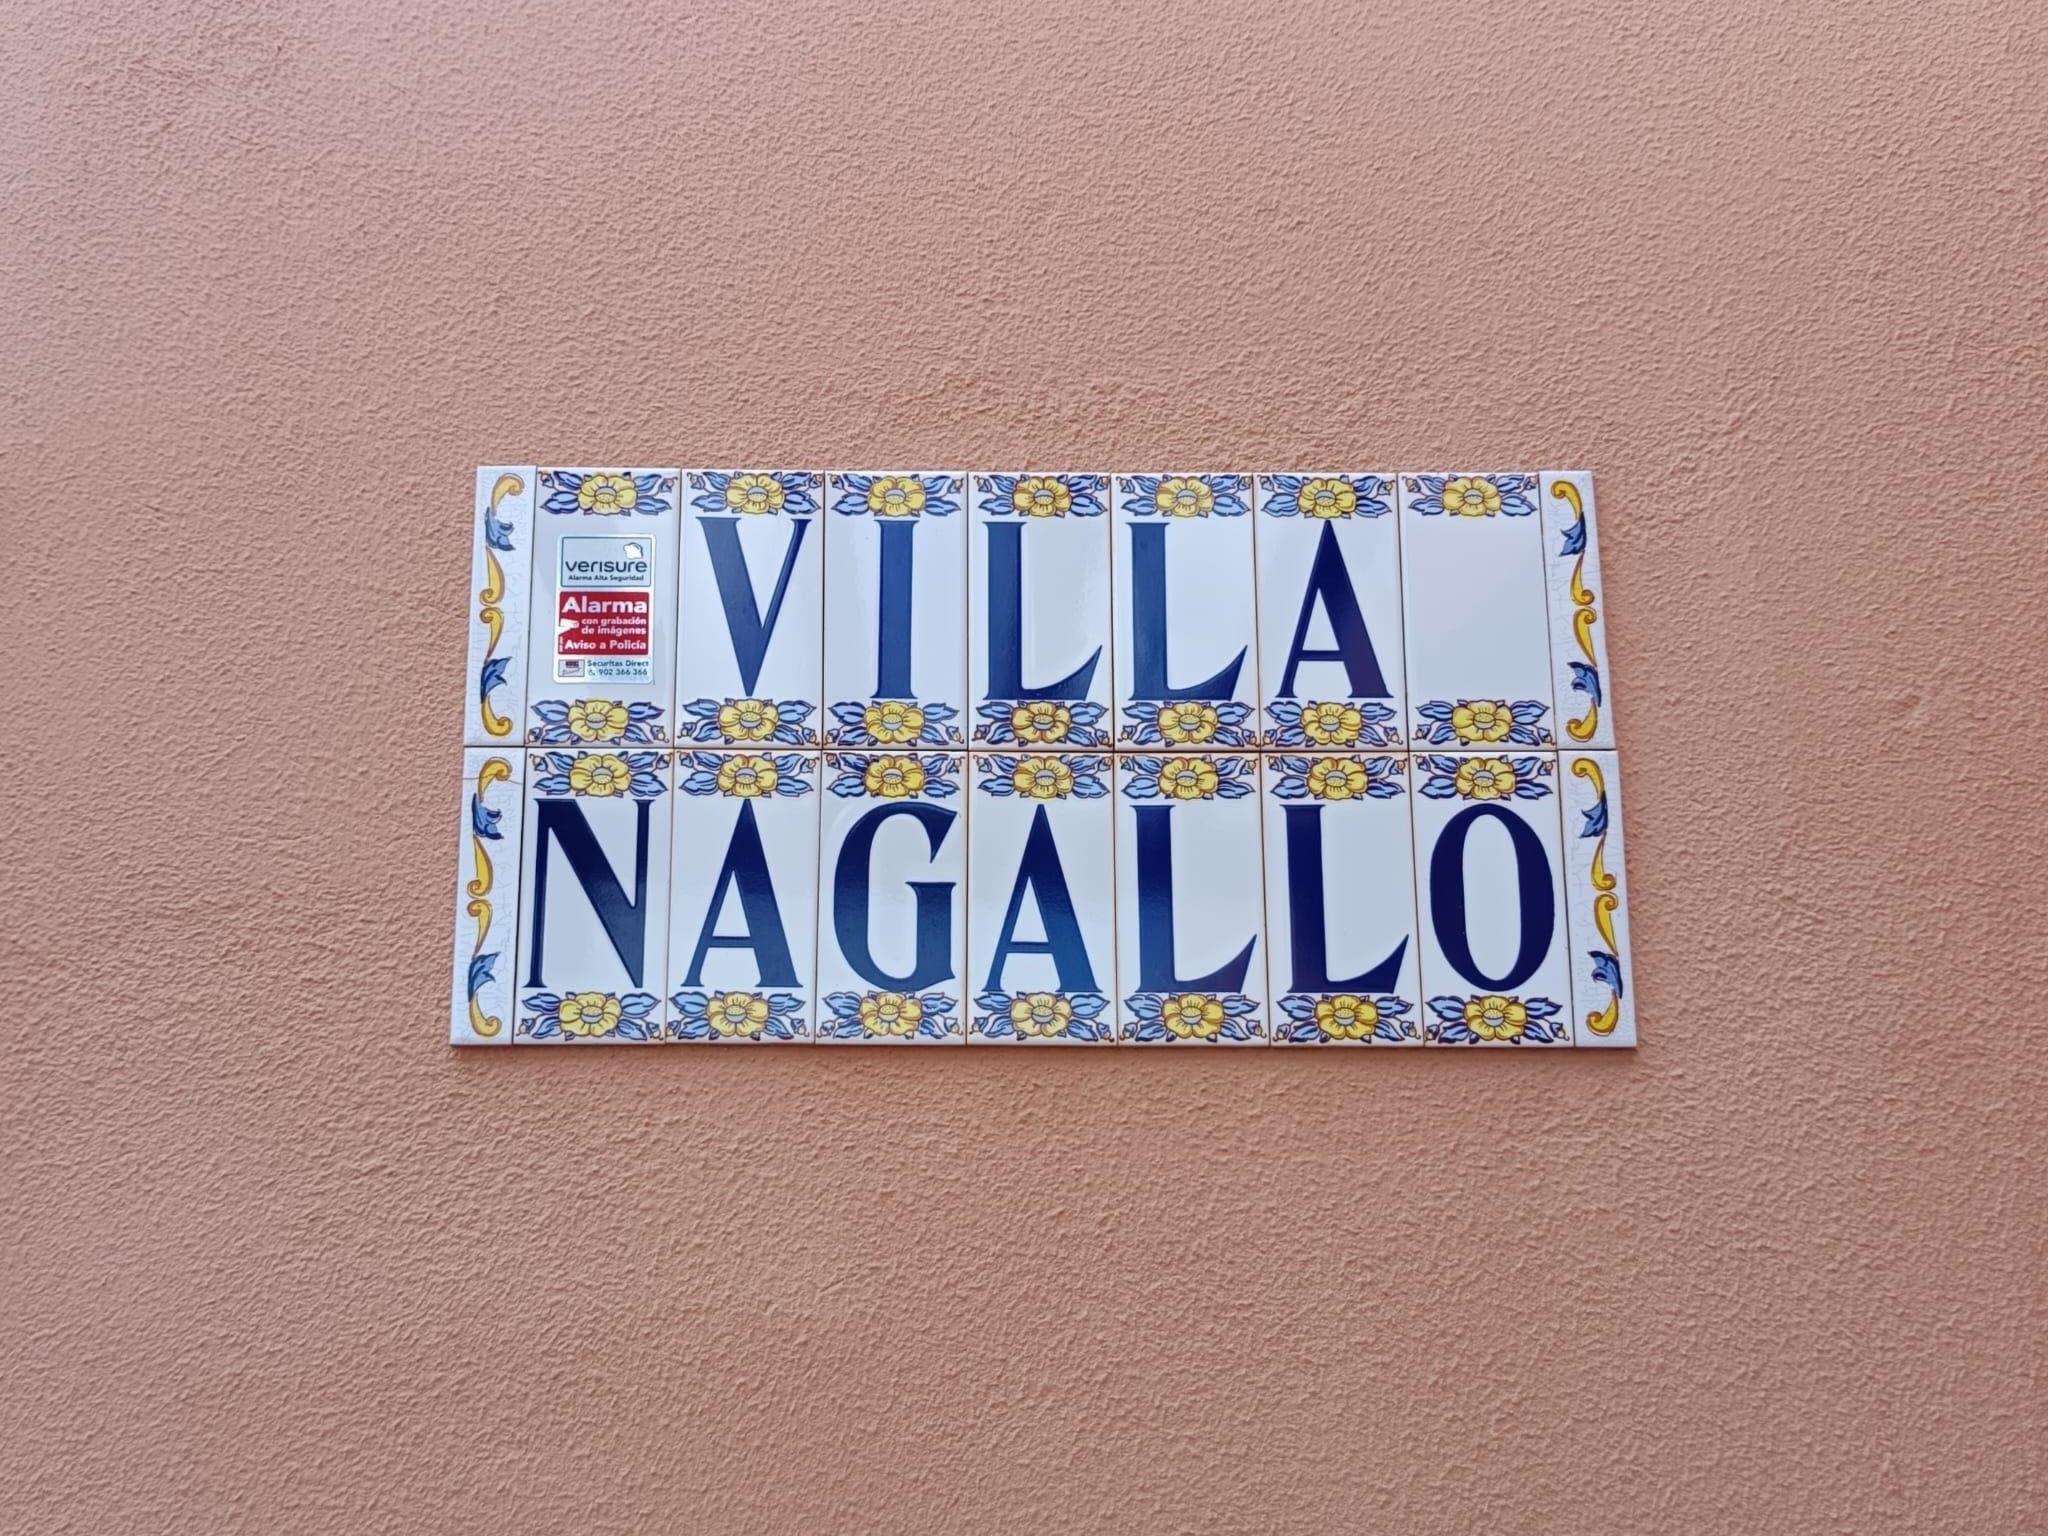 verisure
Alarma Alta Seguridad
Alarma
con grabación
de imágenes
Aviso a Policía
Securitas Direct
902 366 366
VILLA
NAGALLO